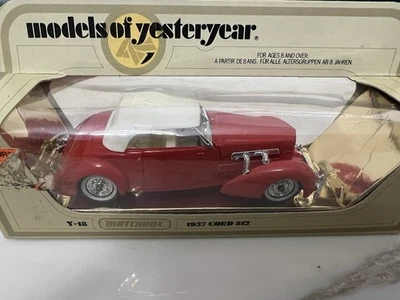 models of yesteryear.
FOR AGES 8 AND OVER.
A PARTIR DE 8 ANS. FÜR ALLE ALTERSGRUPPEN AB 8 JAHREN.
Y-18 MATCHBOX 1937 CORD 812